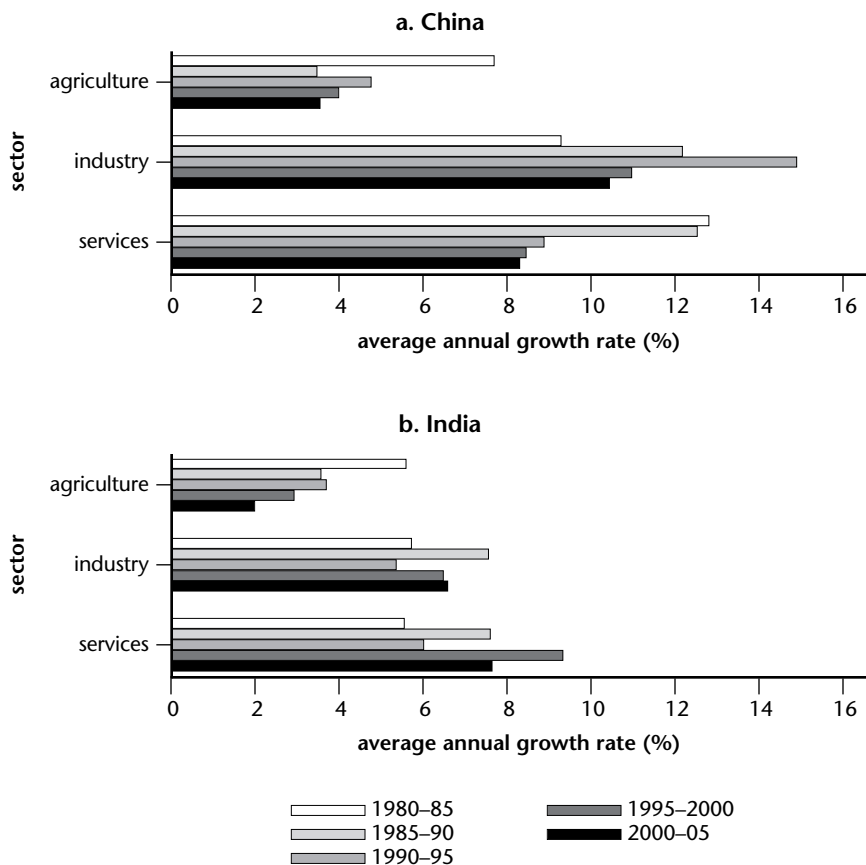 a. China
sector
agriculture
industry
services
0 2 4 6 8 10 12 14 16
average annual growth rate (%)
b. India
sector
agriculture
industry
services
0 2 4 6 8 10 12 14 16
average annual growth rate (%)
1980–85 1995–2000
1985–90 2000–05
1990–95